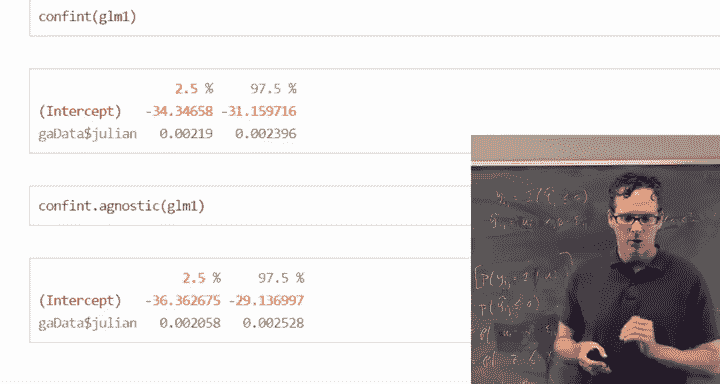 confint(glm1)
2.5 % 97.5 %
(Intercept) -34.34658 -31.159716
gaData$julian 0.00219 0.002396
confint.agnostic(glm1)
2.5 % 97.5 %
(Intercept) -36.362675 -29.136997
gaData$julian 0.002058 0.002528